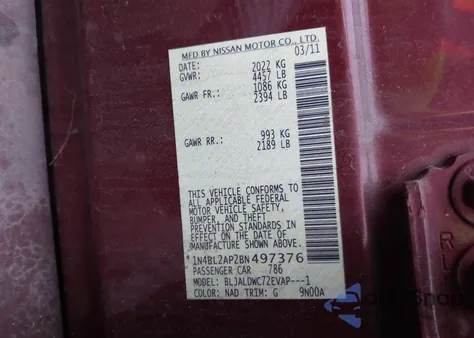 MFD BY NISSAN MOTOR CO., LTD.
DATE: 03/11
GVWR: 2022 KG
4457 LB
GAWR FR.: 1086 KG
2394 LB
GAWR RR.: 993 KG
2189 LB
THIS VEHICLE CONFORMS TO
ALL APPLICABLE FEDERAL
MOTOR VEHICLE SAFETY,
BUMPER, AND THEFT
PREVENTION STANDARDS IN
EFFECT ON THE DATE OF
MANUFACTURE SHOWN ABOVE.
1N4BL2AP2BN497376
PASSENGER CAR 786
MODEL: BLJALDWC72EVAP---1
COLOR: NAD TRIM: G 9N00A
RL